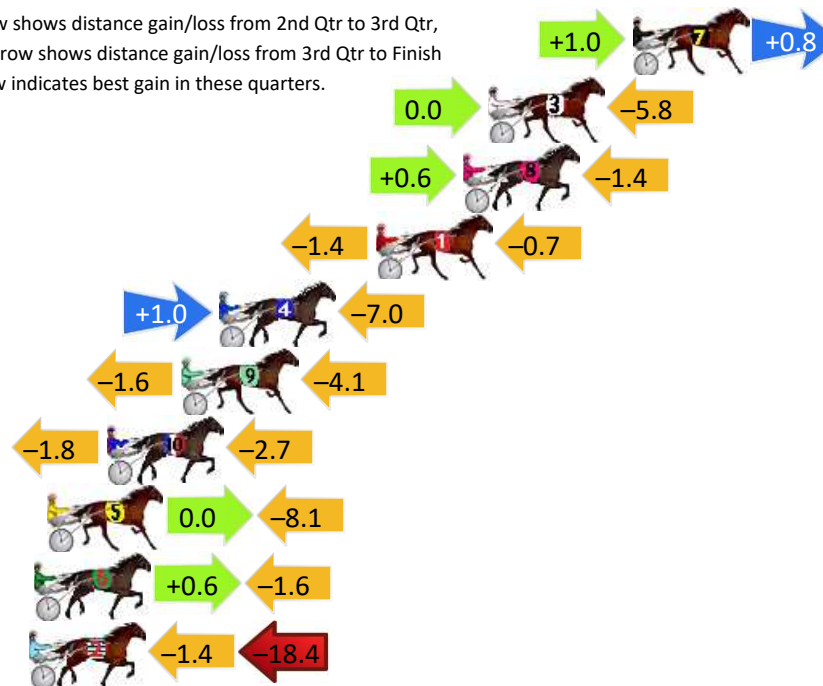 w shows distance gain/loss from 2nd Qtr to 3rd Qtr,
row shows distance gain/loss from 3rd Qtr to Finish
w indicates best gain in these quarters.
+1.0 7 +0.8
0.0 3 –5.8
+0.6 8 –1.4
–1.4 1 –0.7
+1.0 4 –7.0
–1.6 9 –4.1
–1.8 10 –2.7
5 0.0 –8.1
+0.6 –1.6
–1.4 –18.4